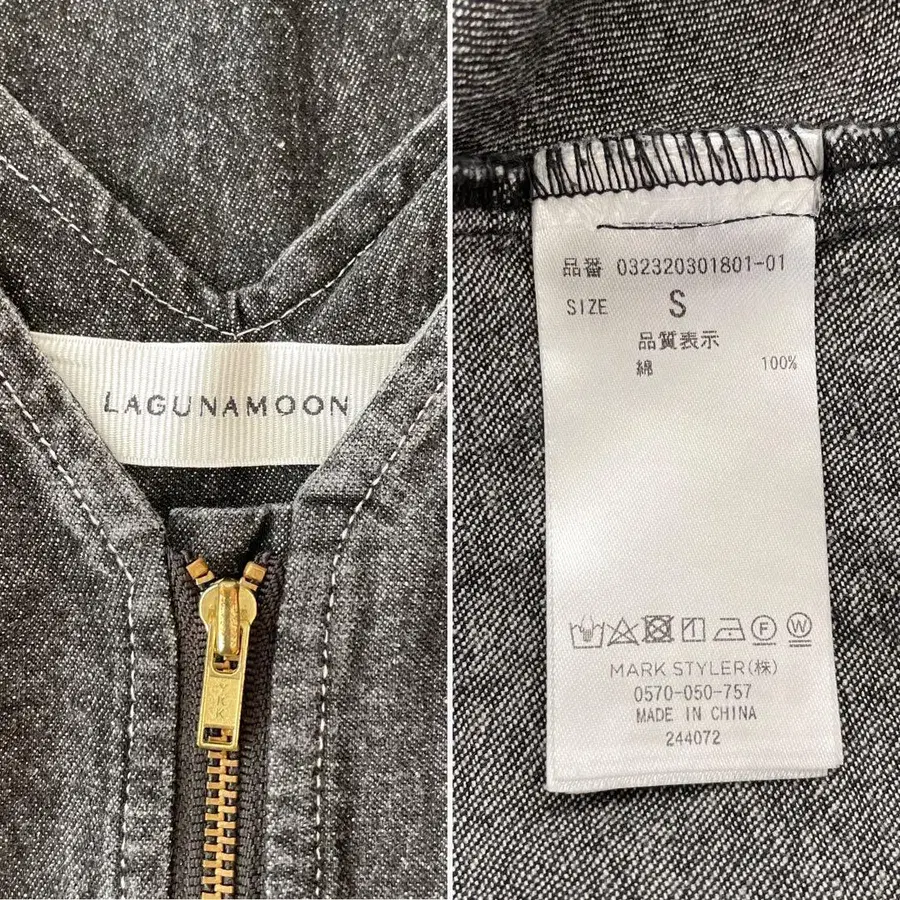 LAGUNAMOON
YKK
品番 032320301801-01
SIZE S
品質表示
綿 100%
F W
MARK STYLER(株)
0570-050-757
MADE IN CHINA
244072